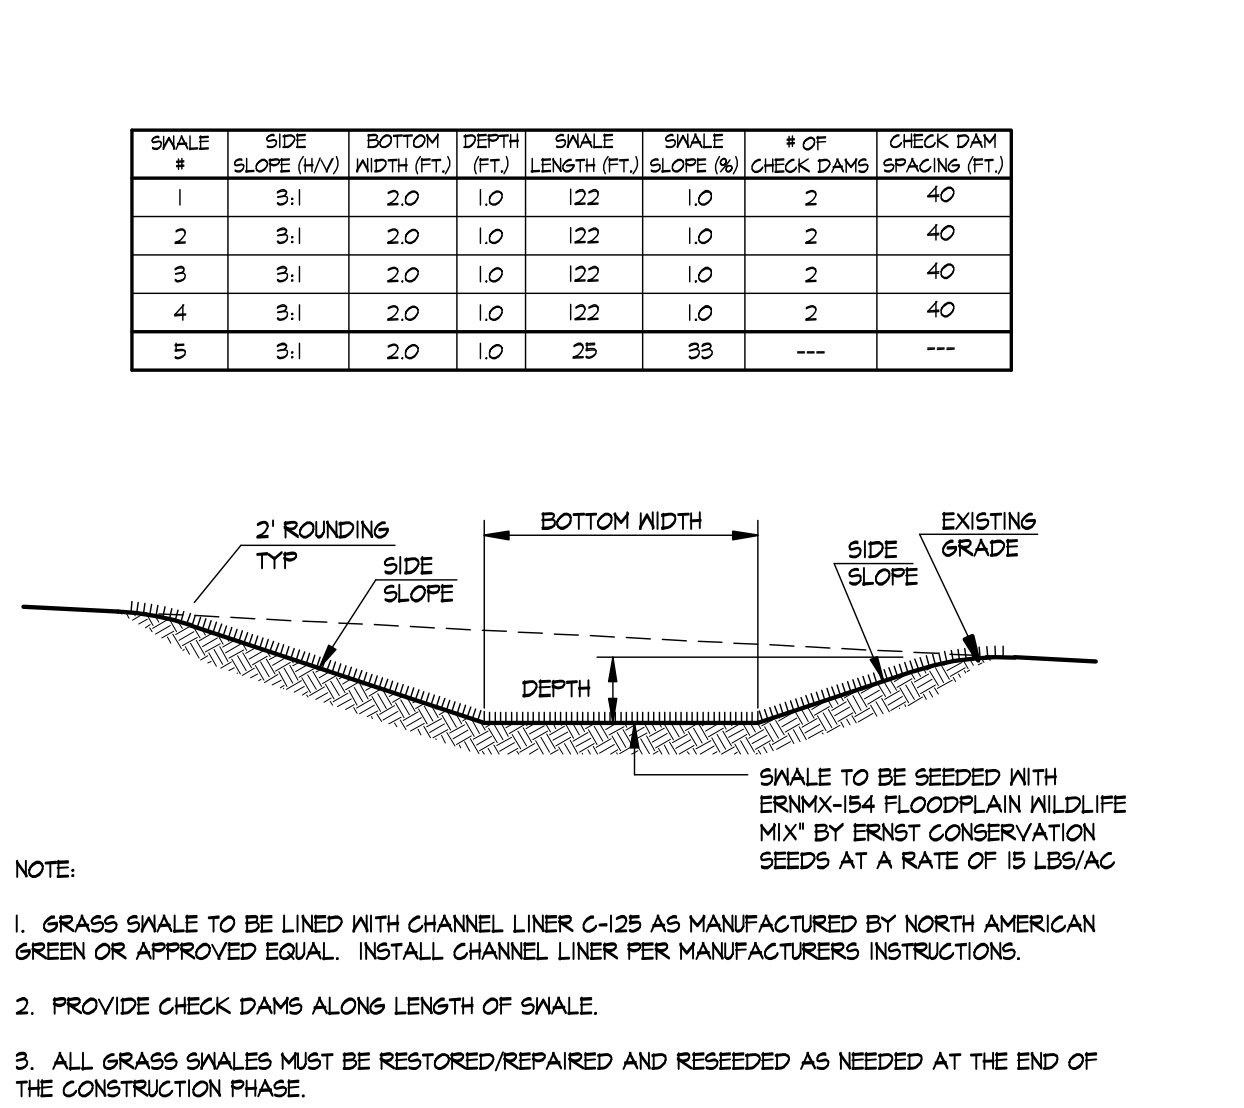 SWALE # SIDE SLOPE (H/V) BOTTOM WIDTH (FT.) DEPTH (FT.) SWALE LENGTH (FT.) SWALE SLOPE (%) # OF CHECK DAMS CHECK DAM SPACING (FT.)
1 3:1 2.0 1.0 122 1.0 2 40
2 3:1 2.0 1.0 122 1.0 2 40
3 3:1 2.0 1.0 122 1.0 2 40
4 3:1 2.0 1.0 122 1.0 2 40
5 3:1 2.0 1.0 25 33 --- ---
2' ROUNDING
TYP
SIDE
SLOPE
BOTTOM WIDTH
SIDE
SLOPE
EXISTING
GRADE
DEPTH
SWALE TO BE SEEDED WITH
ERNMX-154 FLOODPLAIN WILDLIFE
MIX" BY ERNST CONSERVATION
SEEDS AT A RATE OF 15 LBS/AC
NOTE:
1. GRASS SWALE TO BE LINED WITH CHANNEL LINER C-125 AS MANUFACTURED BY NORTH AMERICAN
GREEN OR APPROVED EQUAL. INSTALL CHANNEL LINER PER MANUFACTURERS INSTRUCTIONS.
2. PROVIDE CHECK DAMS ALONG LENGTH OF SWALE.
3. ALL GRASS SWALES MUST BE RESTORED/REPAIRED AND RESEEDED AS NEEDED AT THE END OF
THE CONSTRUCTION PHASE.